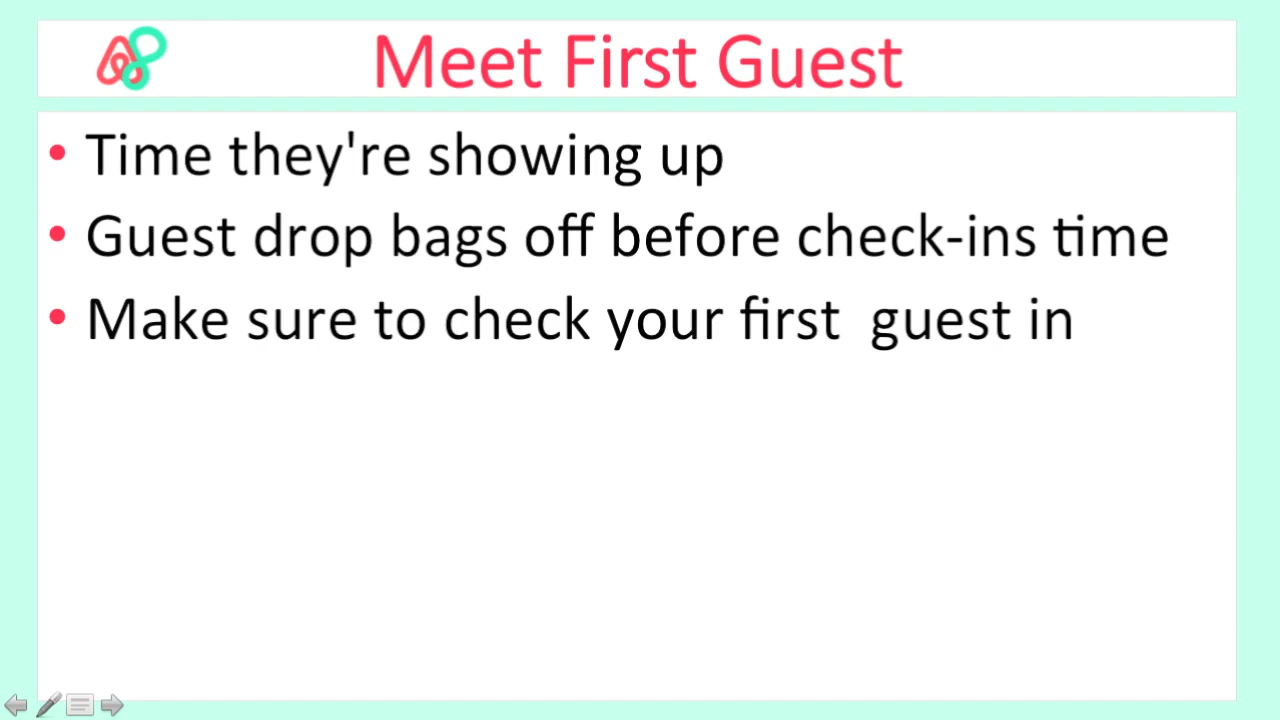 Meet First Guest
• Time they're showing up
• Guest drop bags off before check-ins time
• Make sure to check your first  guest in